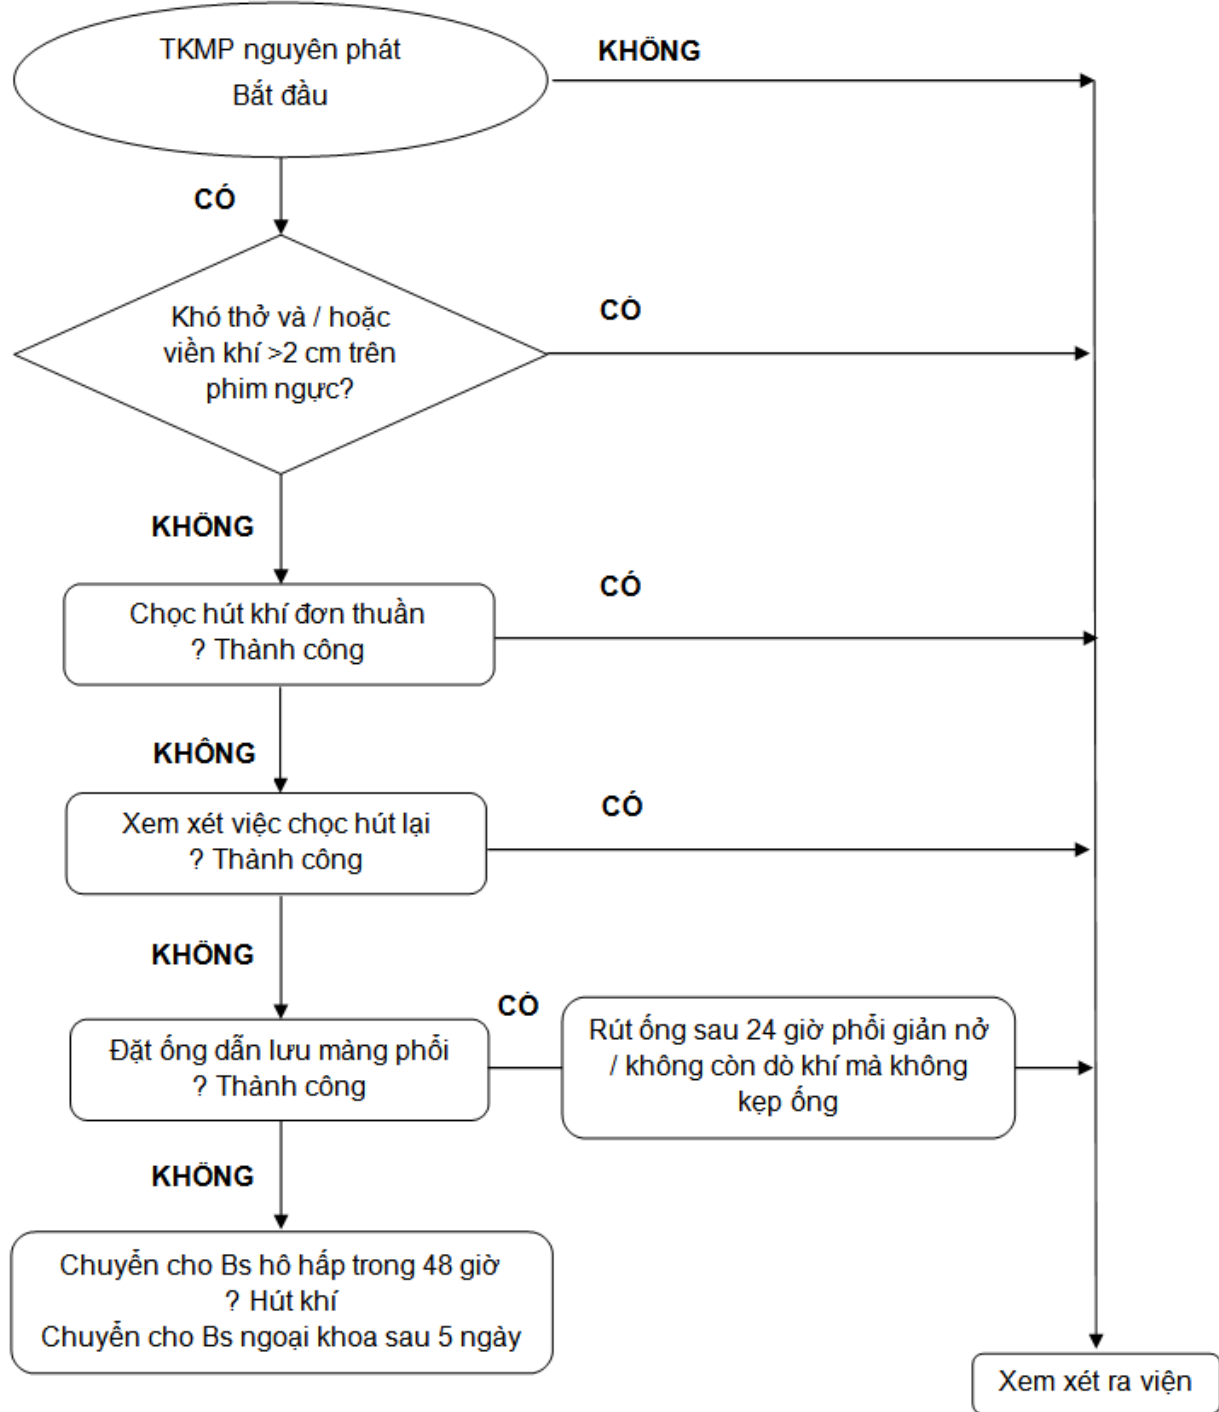 TKMP nguyên phát
Bắt đầu
KHÔNG
CÓ
Khó thở và / hoặc
viền khí >2 cm trên
phim ngực?
CÓ
KHÔNG
Chọc hút khí đơn thuần
? Thành công
CÓ
KHÔNG
Xem xét việc chọc hút lại
? Thành công
CÓ
KHÔNG
Đặt ống dẫn lưu màng phổi
? Thành công
CÓ
Rút ống sau 24 giờ phổi giản nở
/ không còn dò khí mà không
kẹp ống
KHÔNG
Chuyển cho Bs hô hấp trong 48 giờ
? Hút khí
Chuyển cho Bs ngoại khoa sau 5 ngày
Xem xét ra viện